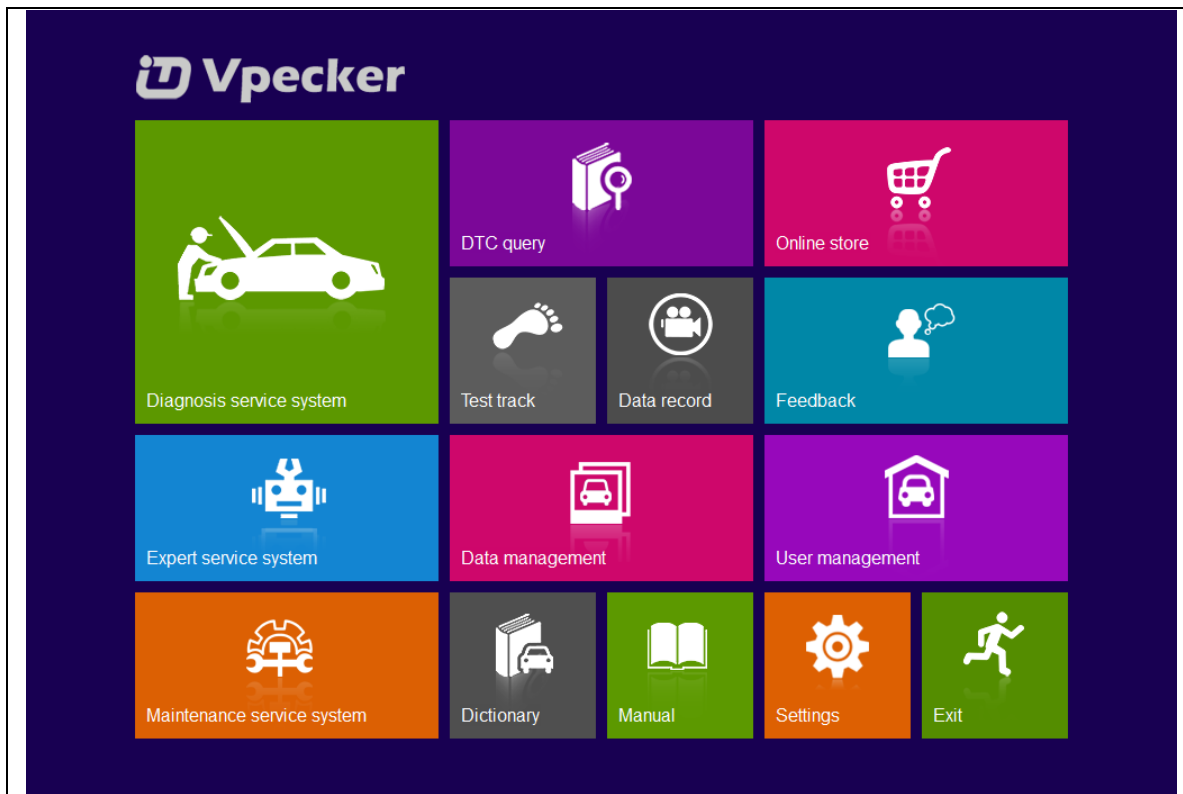 Vpecker
DTC query
Online store
Diagnosis service system
Test track
Data record
Feedback
Expert service system
Data management
User management
Maintenance service system
Dictionary
Manual
Settings
Exit